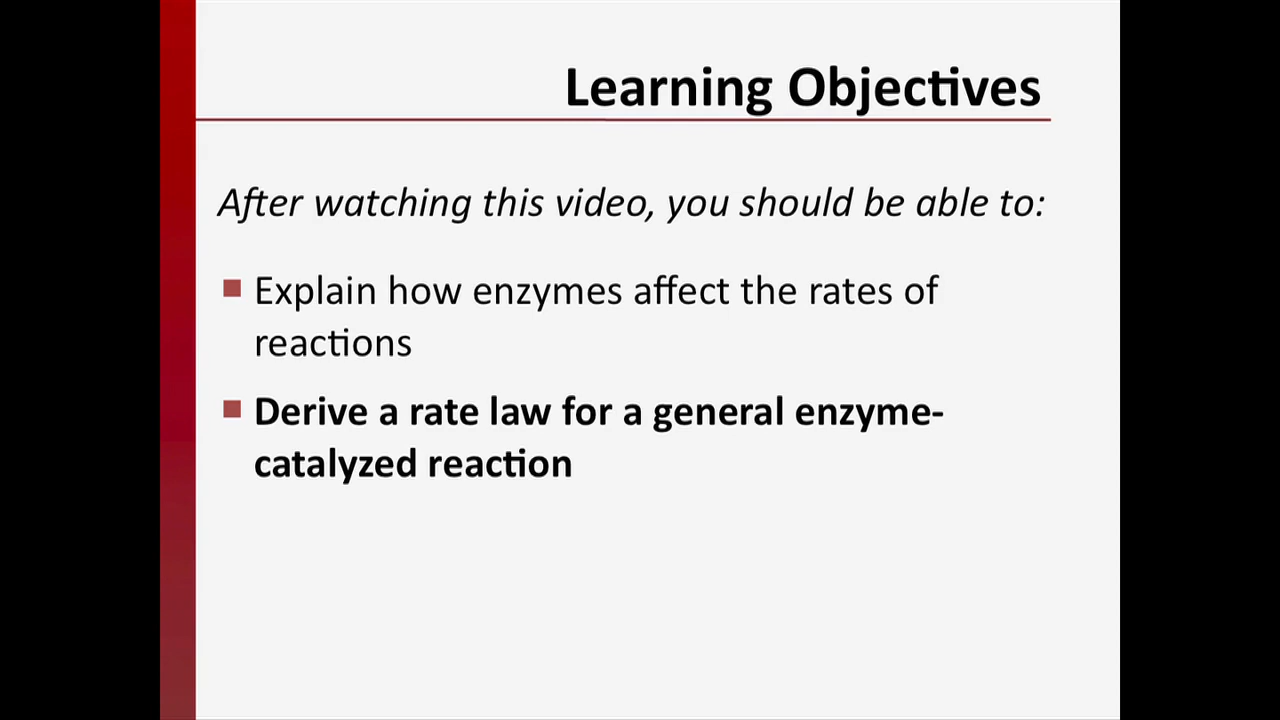 Learning Objectives
After watching this video, you should be able to:
Explain how enzymes affect the rates of
reactions
Derive a rate law for a general enzyme-
catalyzed reaction